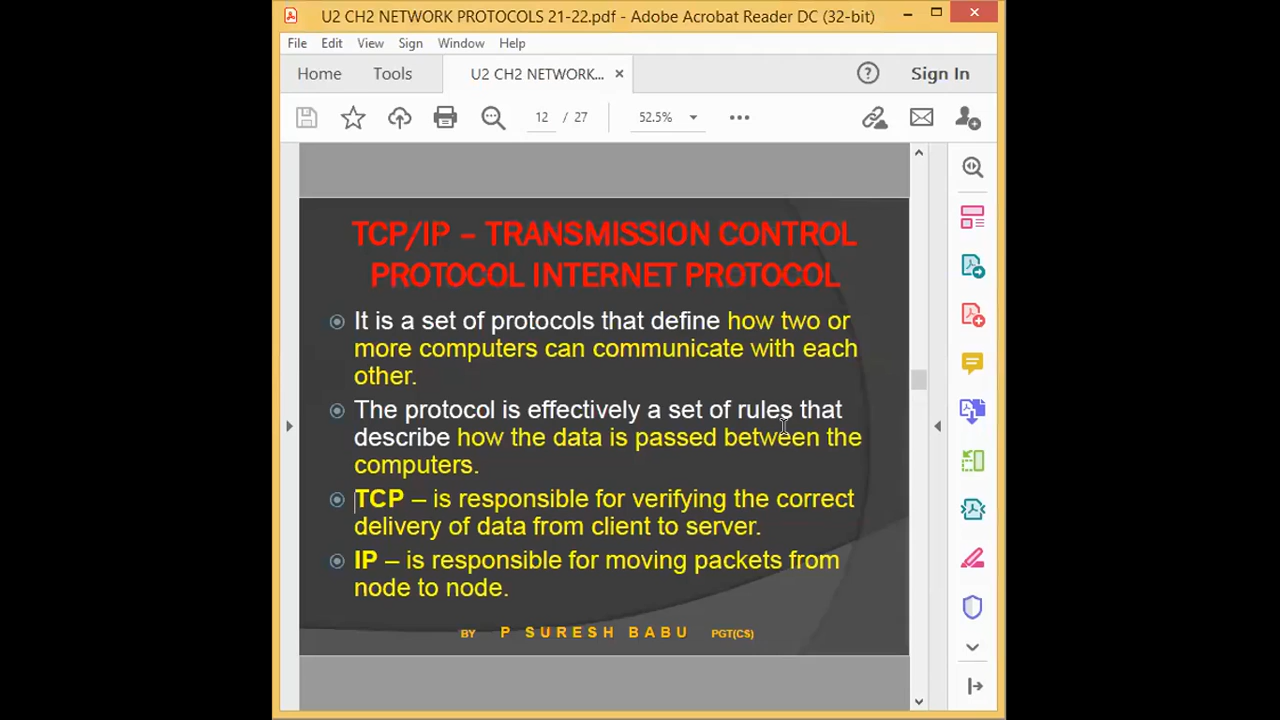 U2 CH2 NETWORK PROTOCOLS 21-22.pdf - Adobe Acrobat Reader DC (32-bit)
File Edit View Sign Window Help
Home Tools U2 CH2 NETWORK... Sign In
12 / 27 52.5%
TCP/IP – TRANSMISSION CONTROL
PROTOCOL INTERNET PROTOCOL
It is a set of protocols that define how two or
more computers can communicate with each
other.
The protocol is effectively a set of rules that
describe how the data is passed between the
computers.
TCP – is responsible for verifying the correct
delivery of data from client to server.
IP – is responsible for moving packets from
node to node.
BY P SURESH BABU PGT(CS)